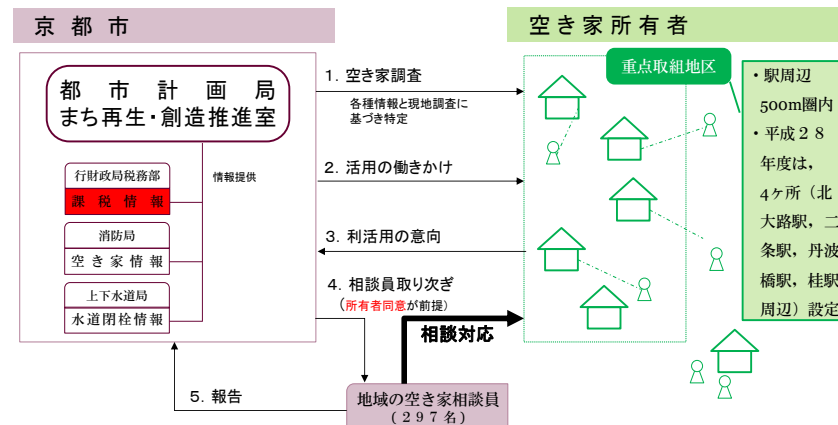 京都市
空き家所有者
都市計画局
まち再生・創造推進室
行財政局税務部
課税情報
消防局
空き家情報
上下水道局
水道閉栓情報
情報提供
1. 空き家調査
各種情報と現地調査に
基づき特定
2. 活用の働きかけ
3. 利活用の意向
4. 相談員取り次ぎ
（所有者同意が前提）
相談対応
5. 報告
地域の空き家相談員
(297名)
重点取組地区
・駅周辺
500m圏内
・平成２８
年度は，
4ヶ所（北
大路駅，二
条駅，丹波
橋駅，桂駅
周辺）設定